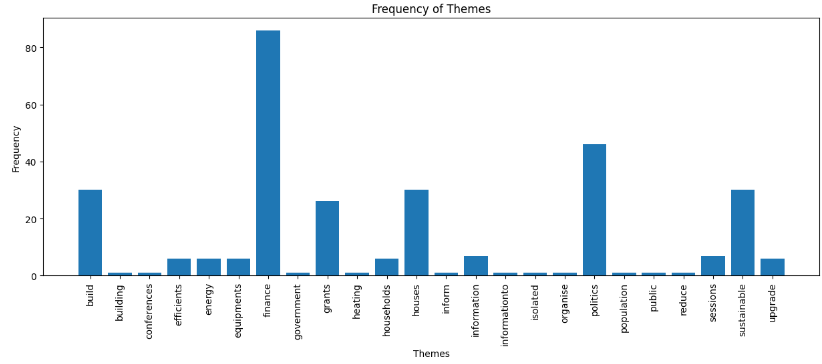 Frequency of Themes
80
60
40
20
0
Frequency
build
building
conferences
efficients
energy
equipments
finance
government
grants
heating
households
houses
inform
information
informationto
isolated
organise
politics
population
public
reduce
sessions
sustainable
upgrade
Themes